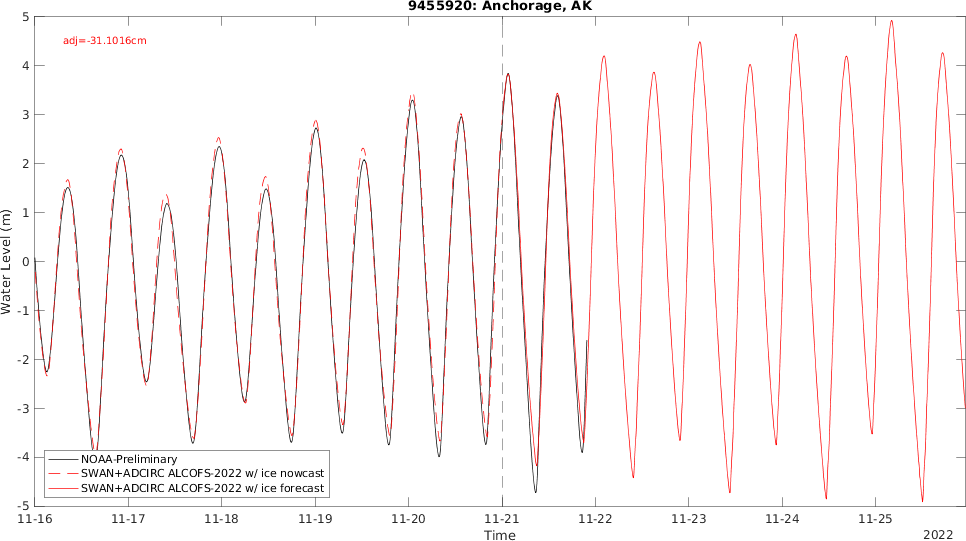 9455920: Anchorage, AK
adj=-31.1016cm
Water Level (m)
5
4
3
2
1
0
-1
-2
-3
-4
-5
NOAA-Preliminary
SWAN+ADCIRC ALCOFS-2022 w/ ice nowcast
SWAN+ADCIRC ALCOFS-2022 w/ ice forecast
11-16 11-17 11-18 11-19 11-20 11-21 11-22 11-23 11-24 11-25
Time
2022